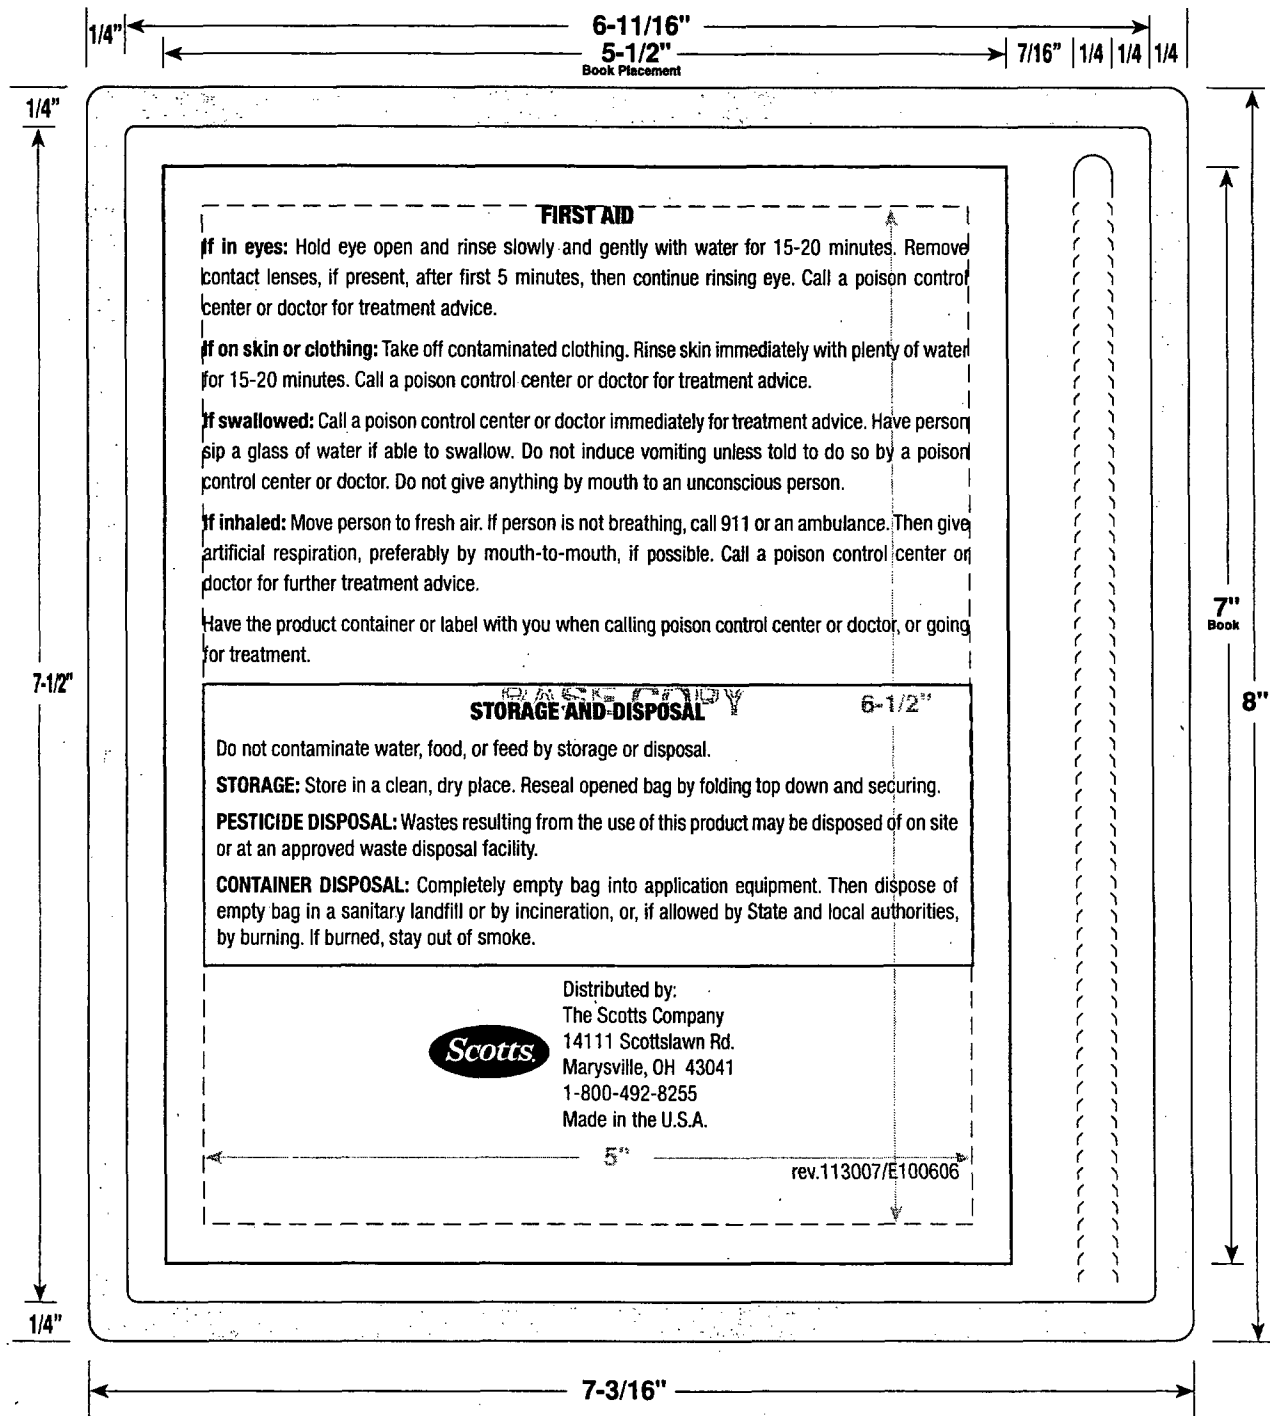 6-11/16"
1/4"
5-1/2"
Book Placement
7/16" 1/4 1/4 1/4
1/4"
FIRST AID
If in eyes: Hold eye open and rinse slowly and gently with water for 15-20 minutes. Remove
contact lenses, if present, after first 5 minutes, then continue rinsing eye. Call a poison control
center or doctor for treatment advice.
If on skin or clothing: Take off contaminated clothing. Rinse skin immediately with plenty of water
for 15-20 minutes. Call a poison control center or doctor for treatment advice.
If swallowed: Call a poison control center or doctor immediately for treatment advice. Have person
sip a glass of water if able to swallow. Do not induce vomiting unless told to do so by a poison
control center or doctor. Do not give anything by mouth to an unconscious person.
If inhaled: Move person to fresh air. If person is not breathing, call 911 or an ambulance. Then give
artificial respiration, preferably by mouth-to-mouth, if possible. Call a poison control center or
doctor for further treatment advice.
Have the product container or label with you when calling poison control center or doctor, or going
for treatment.
7"
Book
7-1/2"
8"
BASE COPY
6-1/2"
STORAGE AND DISPOSAL
Do not contaminate water, food, or feed by storage or disposal.
STORAGE: Store in a clean, dry place. Reseal opened bag by folding top down and securing.
PESTICIDE DISPOSAL: Wastes resulting from the use of this product may be disposed of on site
or at an approved waste disposal facility.
CONTAINER DISPOSAL: Completely empty bag into application equipment. Then dispose of
empty bag in a sanitary landfill or by incineration, or, if allowed by State and local authorities,
by burning. If burned, stay out of smoke.
Scotts.
Distributed by:
The Scotts Company
14111 Scottslawn Rd.
Marysville, OH 43041
1-800-492-8255
Made in the U.S.A.
5"
rev.113007/E100606
1/4"
7-3/16"